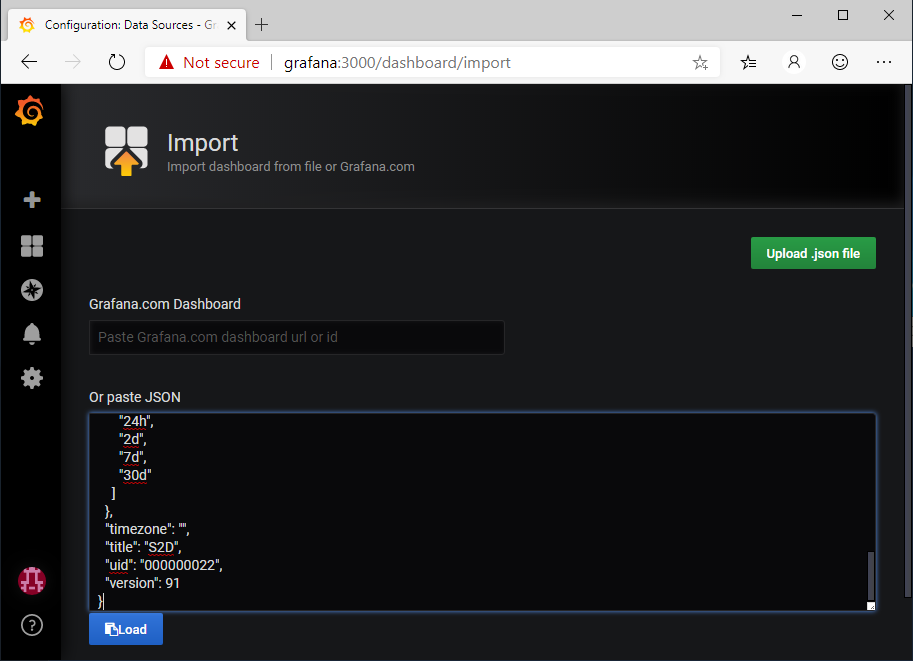 Configuration: Data Sources - Gr
Not secure
grafana:3000/dashboard/import
Import
Import dashboard from file or Grafana.com
Upload .json file
Grafana.com Dashboard
Paste Grafana.com dashboard url or id
Or paste JSON
"24h",
"2d",
"7d",
"30d"
]
},
"timezone": "",
"title": "S2D",
"uid": "000000022",
"version": 91
}
Load
?